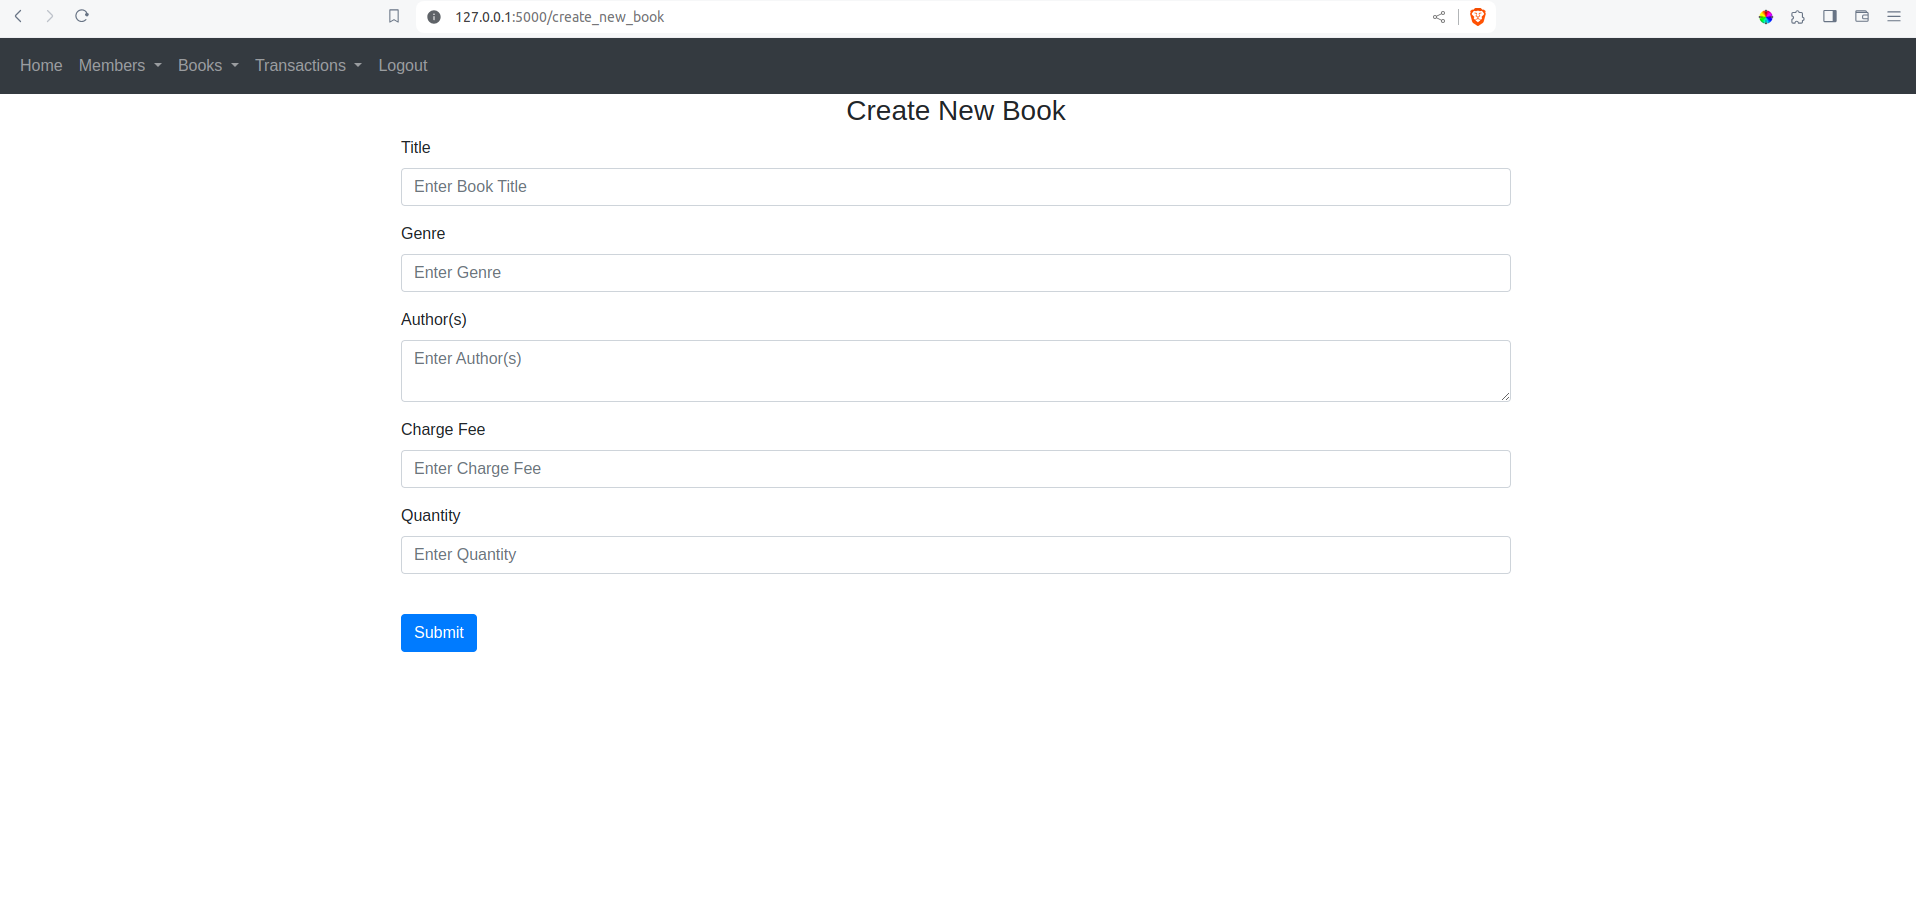 127.0.0.1:5000/create_new_book
Home Members Books Transactions Logout
Create New Book
Title
Enter Book Title
Genre
Enter Genre
Author(s)
Enter Author(s)
Charge Fee
Enter Charge Fee
Quantity
Enter Quantity
Submit